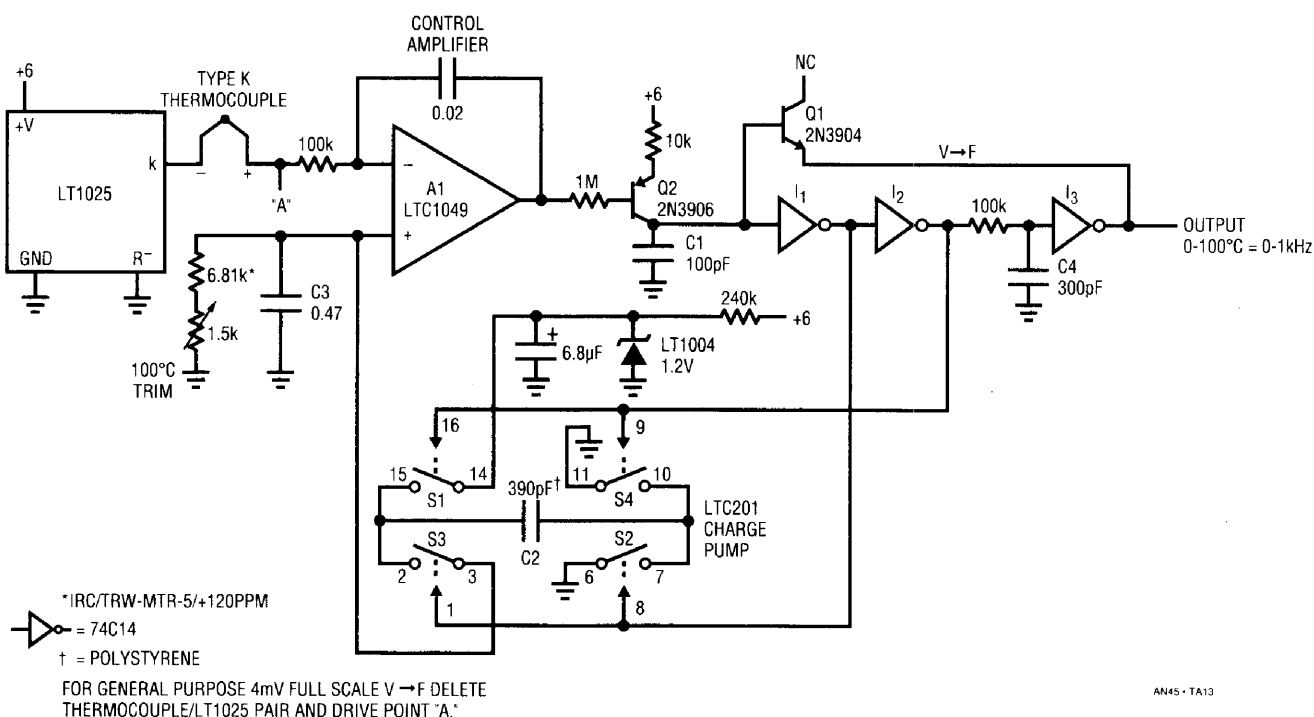 CONTROL
AMPLIFIER
+6
+V
TYPE K
THERMOCOUPLE
0.02
+6
NC
Q1
2N3904
10k
V→F
k
−
+
100k
−
LT1025
"A"
A1
LTC1049
1M
Q2
2N3906
I1
I2
100k
I3
OUTPUT
0-100°C = 0-1kHz
+
GND
R−
6.81k*
C3
0.47
C1
100pF
C4
300pF
1.5k
240k
+6
100°C
TRIM
+
6.8µF
LT1004
1.2V
16
9
15
14
11
10
S1
390pF†
S4
LTC201
CHARGE
PUMP
S3
C2
S2
2
3
6
7
1
8
*IRC/TRW-MTR-5/+120PPM
= 74C14
† = POLYSTYRENE
FOR GENERAL PURPOSE 4mV FULL SCALE V→F DELETE
THERMOCOUPLE/LT1025 PAIR AND DRIVE POINT "A."
AN45 • TA13